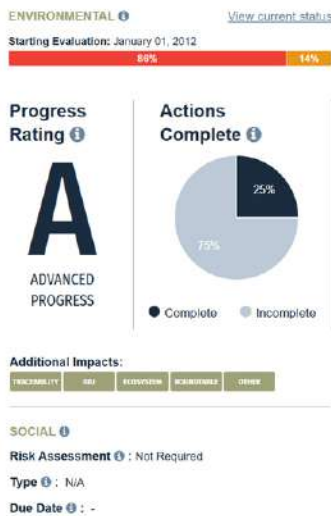 ENVIRONMENTAL
View current status
Starting Evaluation: January 01, 2012
86% 14%
Progress
Rating
A
ADVANCED
PROGRESS
Actions
Complete
25%
75%
Complete Incomplete
Additional Impacts:
TRACEABILITY ECOSYSTEM ROUNDTABLE OTHER
SOCIAL
Risk Assessment : Not Required
Type : N/A
Due Date : -